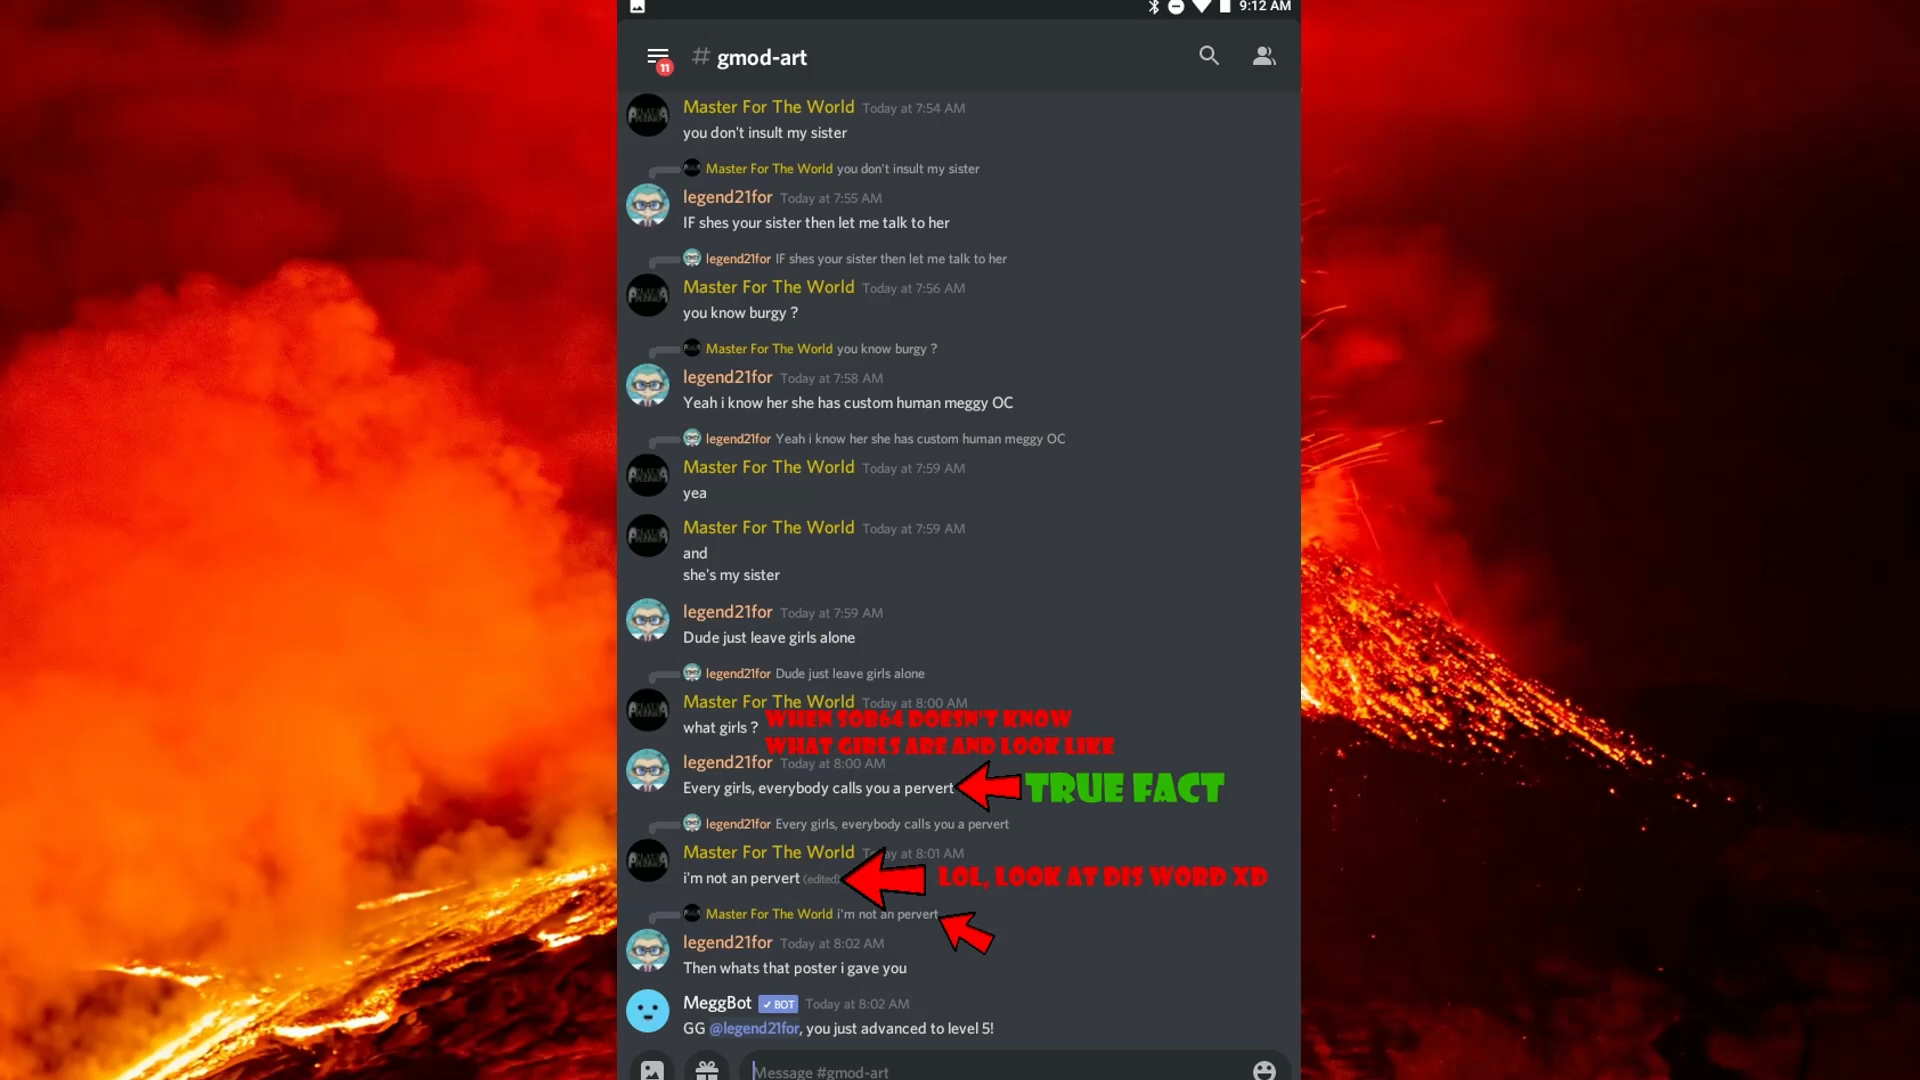 9:12 AM
11
# gmod-art
Master For The World Today at 7:54 AM
you don't insult my sister
Master For The World you don't insult my sister
legend21for Today at 7:55 AM
IF shes your sister then let me talk to her
legend21for IF shes your sister then let me talk to her
Master For The World Today at 7:56 AM
you know burgy ?
Master For The World you know burgy ?
legend21for Today at 7:58 AM
Yeah i know her she has custom human meggy OC
legend21for Yeah i know her she has custom human meggy OC
Master For The World Today at 7:59 AM
yea
Master For The World Today at 7:59 AM
and
she's my sister
legend21for Today at 7:59 AM
Dude just leave girls alone
legend21for Dude just leave girls alone
Master For The World Today at 8:00 AM
what girls ?
WHEN SOB64 DOESN'T KNOW
WHAT GIRLS ARE AND LOOK LIKE
legend21for Today at 8:00 AM
Every girls, everybody calls you a pervert TRUE FACT
legend21for Every girls, everybody calls you a pervert
Master For The World Today at 8:01 AM
i'm not an pervert (edited) LOL, LOOK AT DIS WORD XD
Master For The World i'm not an pervert
legend21for Today at 8:02 AM
Then whats that poster i gave you
MeggBot BOT Today at 8:02 AM
GG @legend21for, you just advanced to level 5!
Message #gmod-art